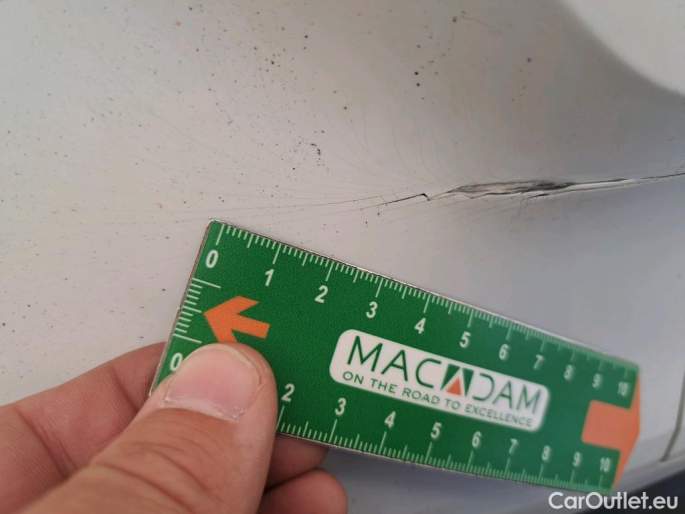 0 1 2 3 4 5 6 7 8 9 10
0
MACADAM
ON THE ROAD TO EXCELLENCE
2 3 4 5 6 7 8 9 10
CarOutlet.eu